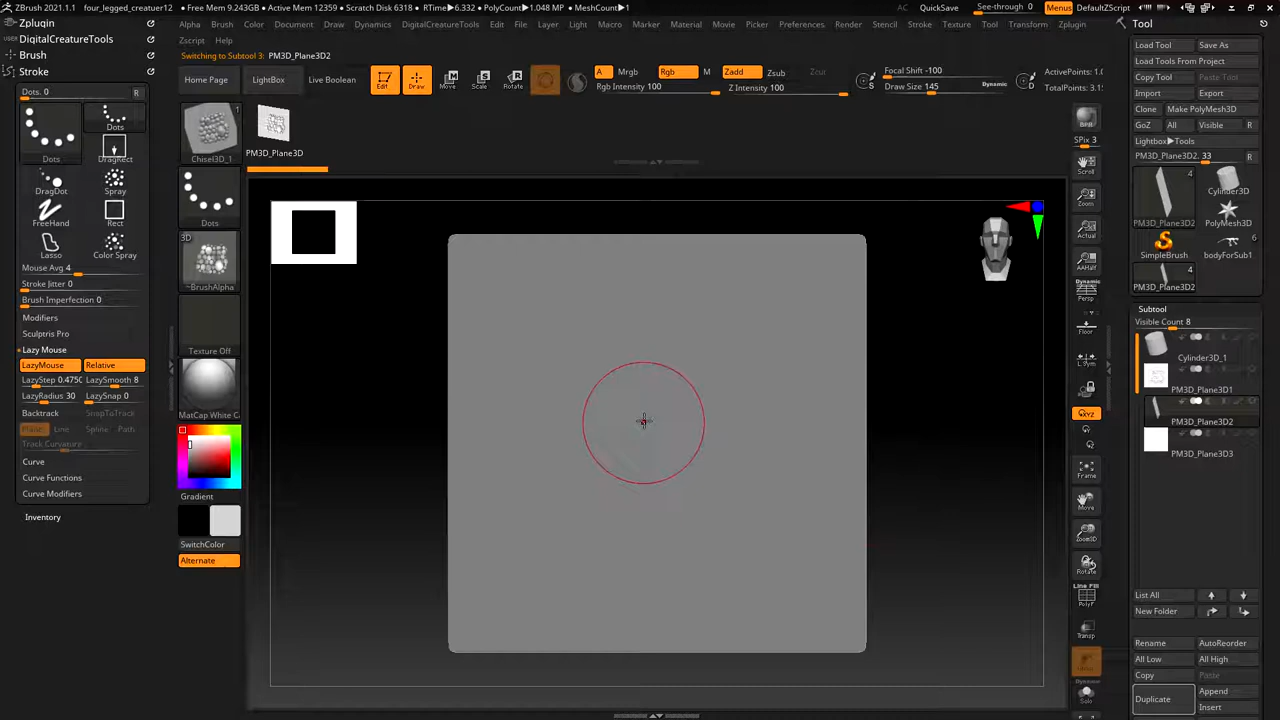 ZBrush 2021.1.1 four_legged_creatuer12 • Free Mem 9.243GB • Active Mem 12359 • Scratch Disk 6318 • RTime▶6.332 • PolyCount▶1.048 MP • MeshCount▶1 AC QuickSave See-through 0 Menus DefaultZScript
Zplugin
DigitalCreatureTools
Brush
Stroke
Alpha Brush Color Document Draw Dynamics DigitalCreatureTools Edit File Layer Light Macro Marker Material Movie Picker Preferences Render Stencil Stroke Texture Tool Transform Zplugin
Zscript Help
Switching to Subtool 3: PM3D_Plane3D2
Home Page LightBox Live Boolean Edit Draw Move Scale Rotate
A Mrgb Rgb M Zadd Zsub Zcut
Rgb Intensity 100 Z Intensity 100
Focal Shift -100
Draw Size 145 Dynamic
ActivePoints: 1.0
TotalPoints: 3.1
Dots. 0 R
Dots Dots
DragRect
DragDot Spray
FreeHand Rect
Lasso Color Spray
Mouse Avg 4
Stroke Jitter 0
Brush Imperfection 0
Modifiers
Sculptris Pro
Lazy Mouse
LazyMouse Relative
LazyStep 0.475 LazySmooth 8
LazyRadius 30 LazySnap 0
Backtrack SnapToTrack
Plane Line Spline Path
Track Curvature
Curve
Curve Functions
Curve Modifiers
Inventory
1
Chisel3D_1
Dots
3D
~BrushAlpha
Texture Off
MatCap White C
Gradient
SwitchColor
Alternate
PM3D_Plane3D
BPR
SPix 3
Scroll
Zoom
Actual
AAHalf
Dynamic
Persp
Floor
L.Sym
XYZ
Frame
Move
Zoom3D
Rotate
Line Fill
PolyF
Transp
Dynamic
Solo
Tool
Load Tool Save As
Load Tools From Project
Copy Tool Paste Tool
Import Export
Clone Make PolyMesh3D
GoZ All Visible R
Lightbox▶Tools
PM3D_Plane3D2. 33 R
4
PM3D_Plane3D2 Cylinder3D
PolyMesh3D
SimpleBrush bodyForSub1
6
4
PM3D_Plane3D2
Subtool
Visible Count 8
Cylinder3D_1
PM3D_Plane3D1
PM3D_Plane3D2
PM3D_Plane3D3
List All
New Folder
Rename AutoReorder
All Low All High
Copy Paste
Duplicate Append
Insert